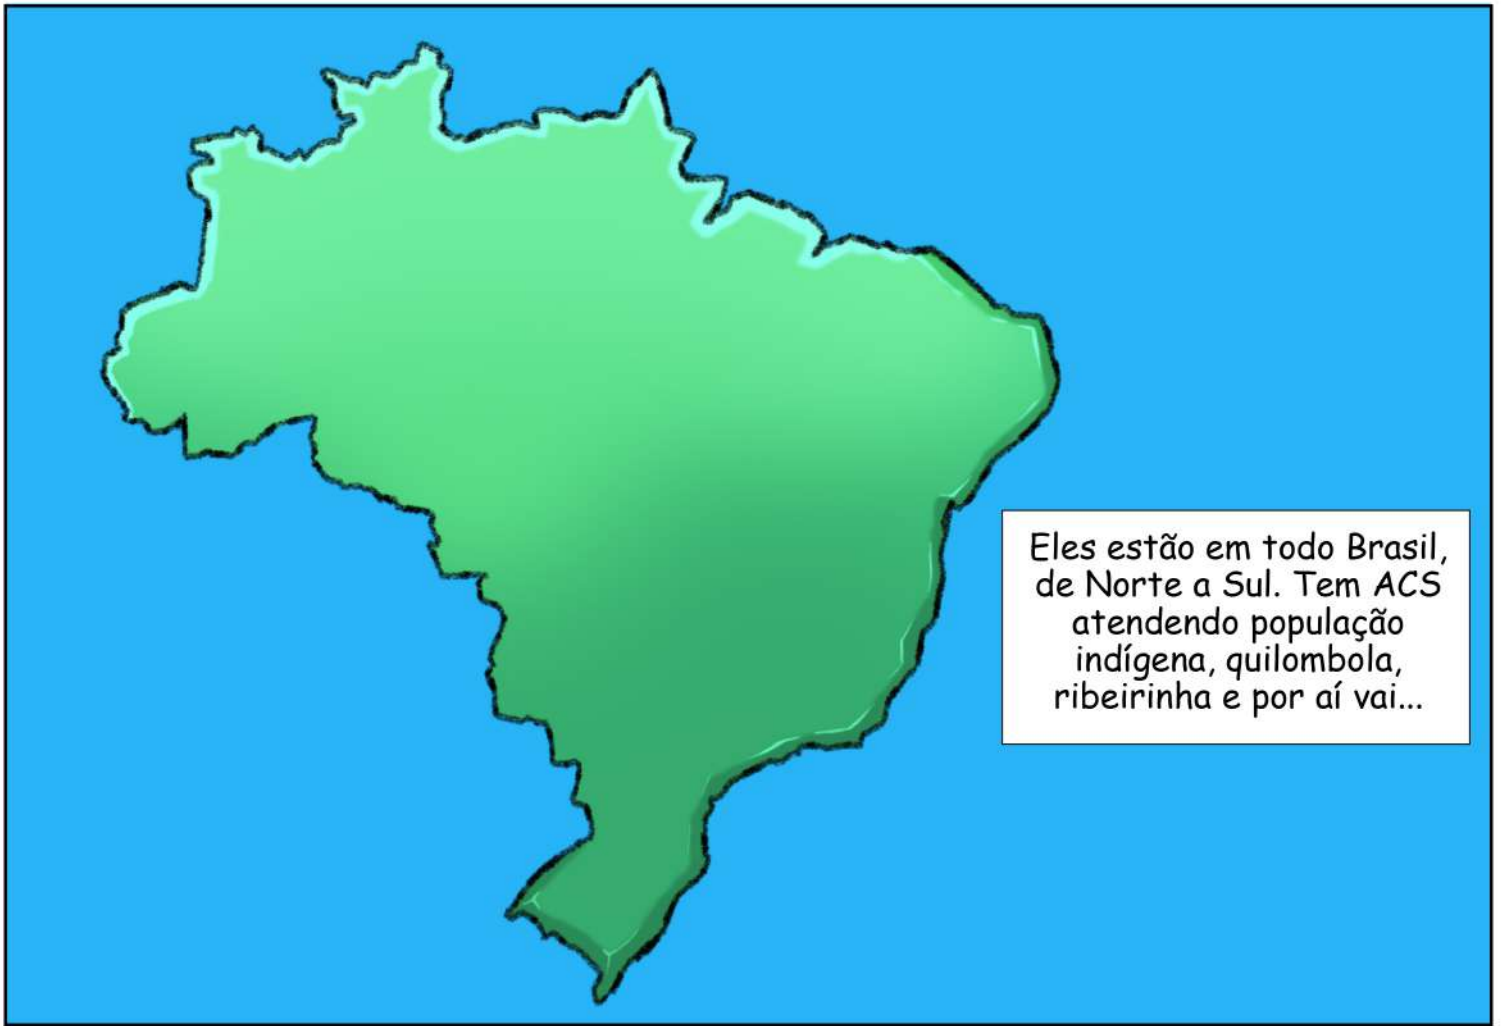 Eles estão em todo Brasil,
de Norte a Sul. Tem ACS
atendendo população
indígena, quilombola,
ribeirinha e por aí vai...